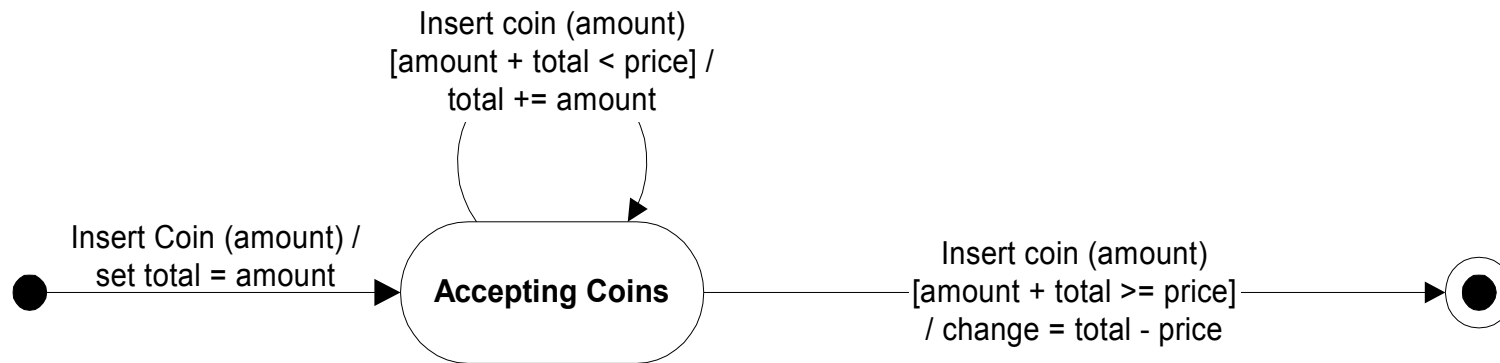 Insert coin (amount)
[amount + total < price] /
total += amount
Insert Coin (amount) /
set total = amount
Accepting Coins
Insert coin (amount)
[amount + total >= price]
/ change = total - price